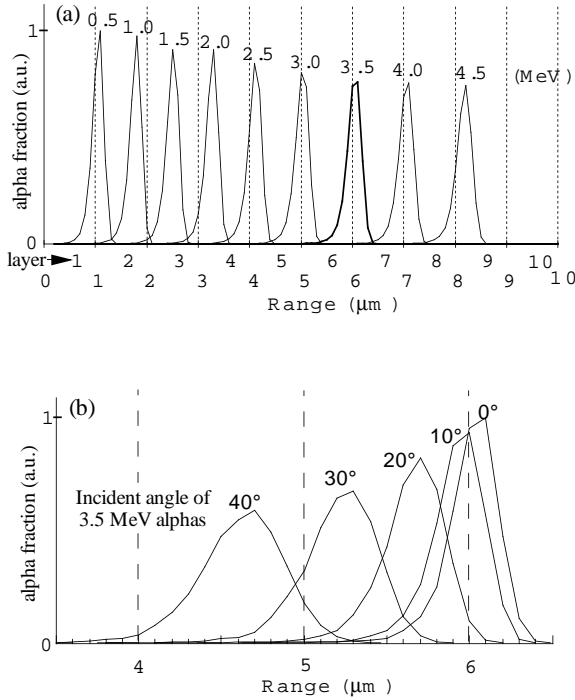 (a)
0.5 1.0 1.5 2.0 2.5 3.0 3.5 4.0 4.5 (MeV)
1
alpha fraction (a.u.)
0
layer 1 2 3 4 5 6 7 8 9 10
0 1 2 3 4 5 6 7 8 9 10
Range (μm)
(b)
1
0°
10°
20°
30°
40°
Incident angle of
3.5 MeV alphas
alpha fraction (a.u.)
0
4 5 6
Range (μm)